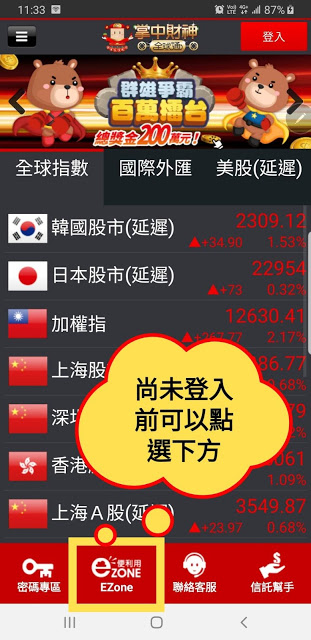 11:33
87%
掌中財神
全球通
登入
群雄爭霸
百萬擂台
總獎金200萬元!
全球指數 國際外匯 美股(延遲)
韓國股市(延遲) 2309.12
▲+34.90 1.53%
日本股市(延遲) 22954
▲+73 0.32%
加權指 12630.41
▲+267.77 2.17%
上海股 86.77
0.68%
深 79
香港 061
1.09%
上海A股(延遲) 3549.87
▲+23.97 0.68%
尚未登入
前可以點
選下方
密碼專區
e便利用
ZONE
EZone
聯絡客服
信託幫手